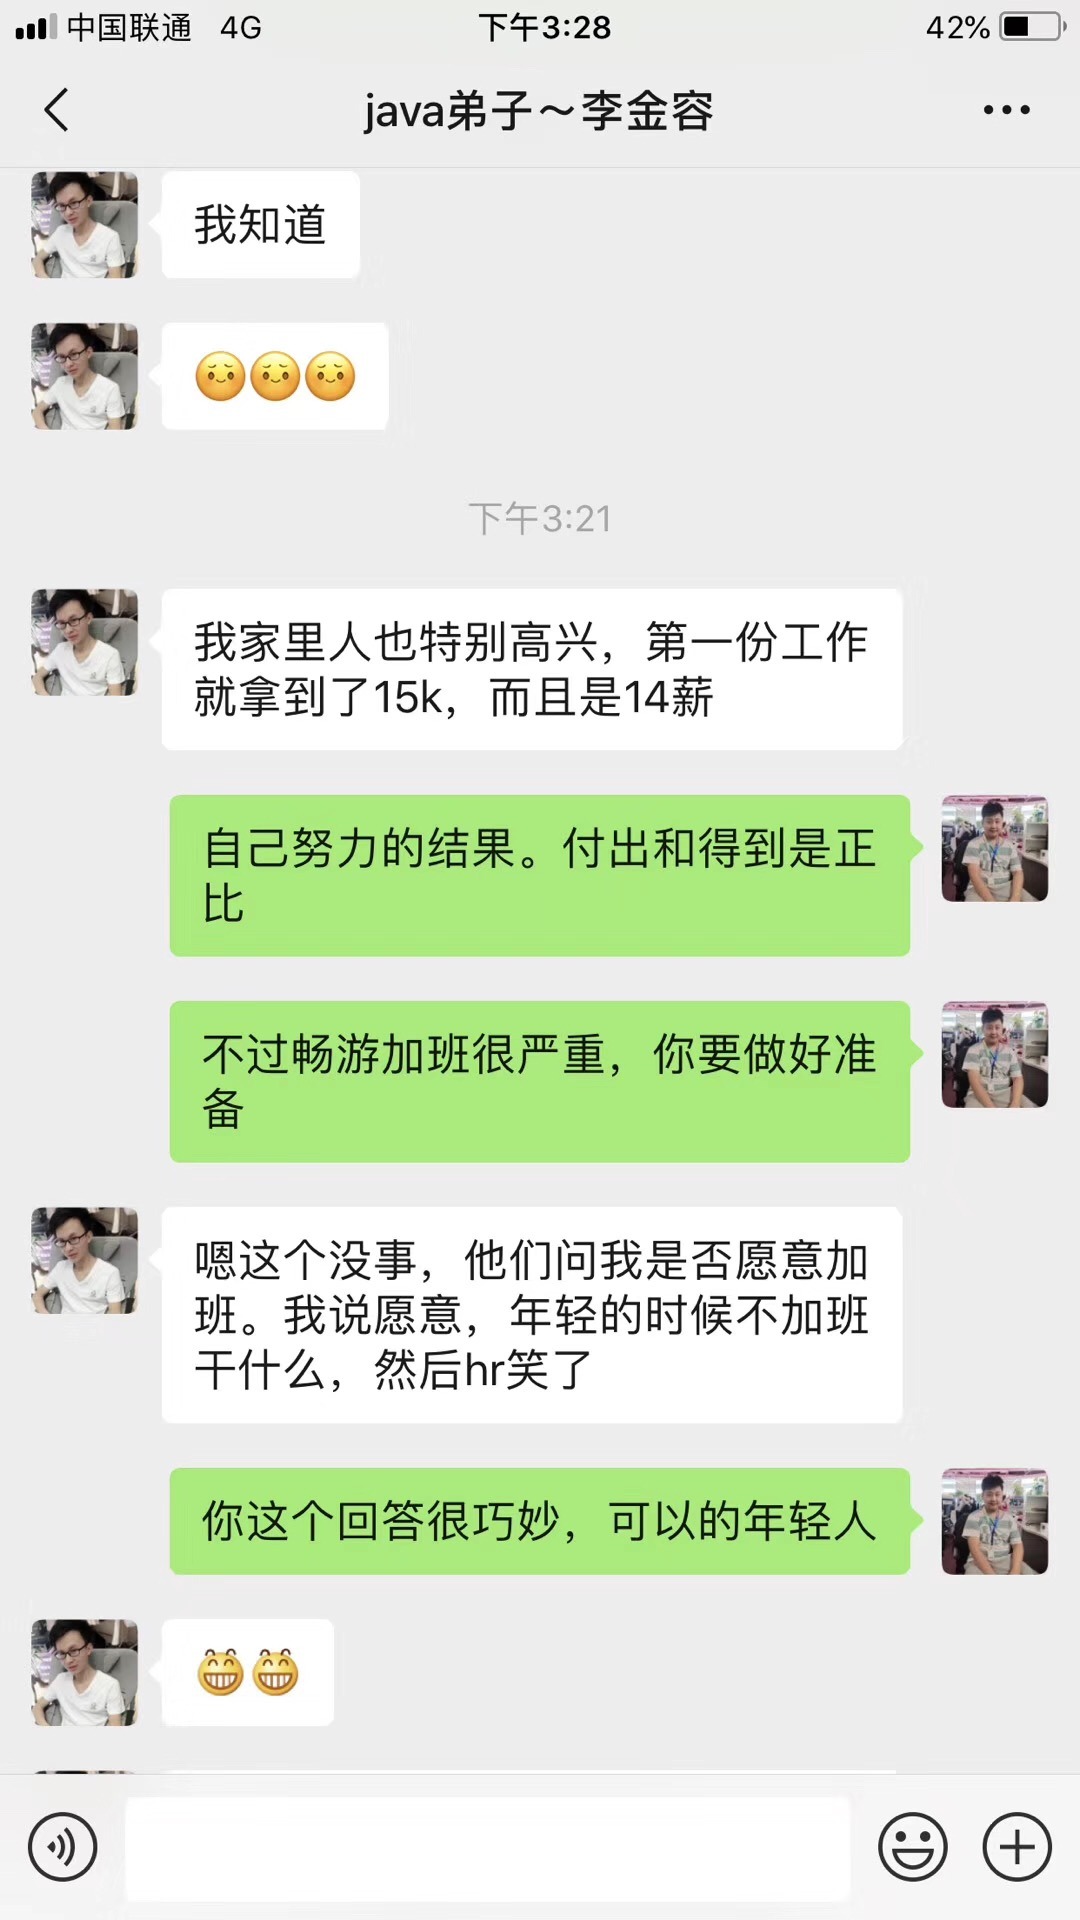 中国联通 4G 下午3:28 42%
java弟子～李金容
我知道
下午3:21
我家里人也特别高兴，第一份工作
就拿到了15k，而且是14薪
自己努力的结果。付出和得到是正
比
不过畅游加班很严重，你要做好准
备
嗯这个没事，他们问我是否愿意加
班。我说愿意，年轻的时候不加班
干什么，然后hr笑了
你这个回答很巧妙，可以的年轻人